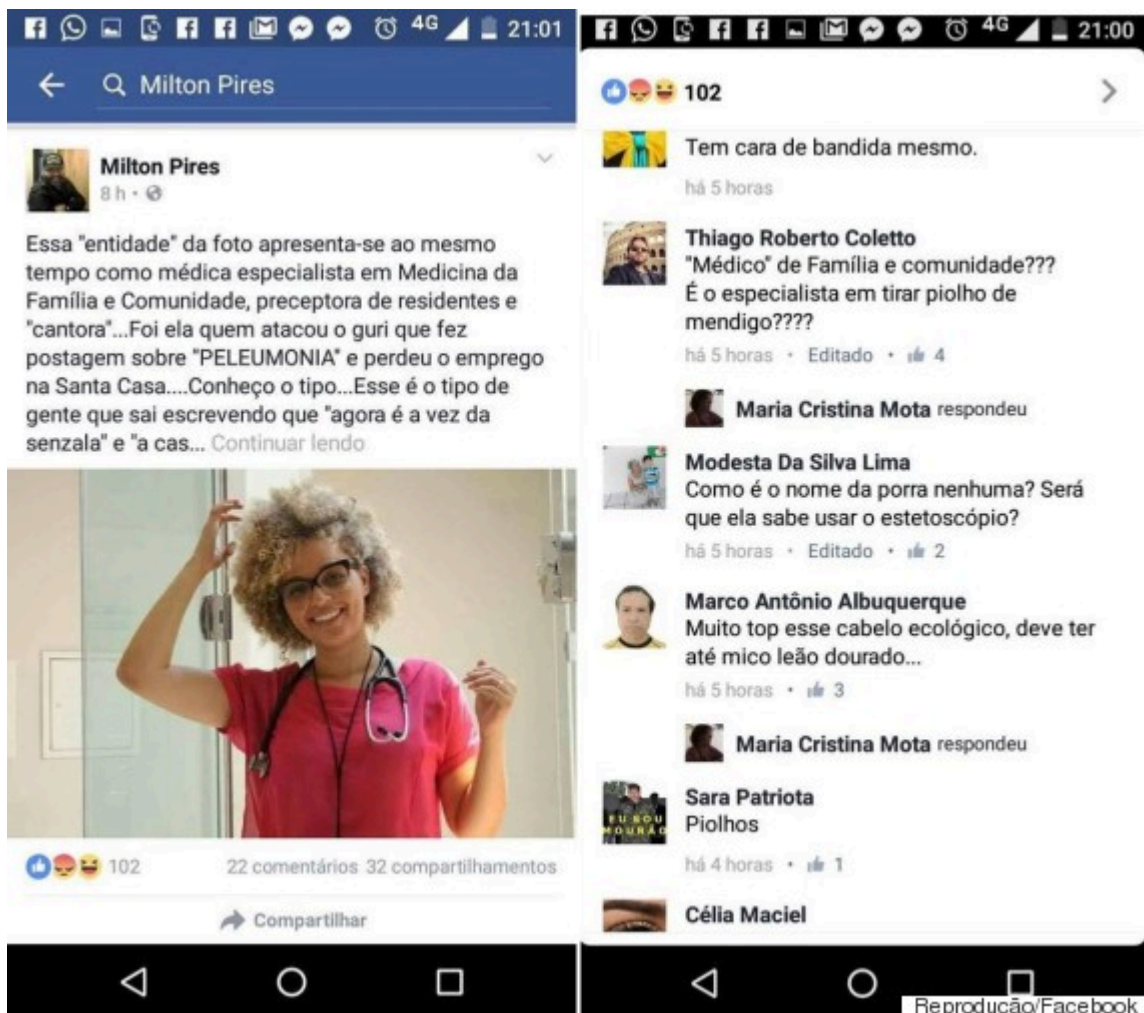 4G 21:01
Milton Pires
Milton Pires
8 h
Essa "entidade" da foto apresenta-se ao mesmo
tempo como médica especialista em Medicina da
Família e Comunidade, preceptora de residentes e
"cantora"...Foi ela quem atacou o guri que fez
postagem sobre "PELEUMONIA" e perdeu o emprego
na Santa Casa....Conheço o tipo...Esse é o tipo de
gente que sai escrevendo que "agora é a vez da
senzala" e "a cas... Continuar lendo
102 22 comentários 32 compartilhamentos
Compartilhar
4G 21:00
102
Tem cara de bandida mesmo.
há 5 horas
Thiago Roberto Coletto
"Médico" de Família e comunidade???
É o especialista em tirar piolho de
mendigo????
há 5 horas • Editado • 4
Maria Cristina Mota respondeu
Modesta Da Silva Lima
Como é o nome da porra nenhuma? Será
que ela sabe usar o estetoscópio?
há 5 horas • Editado • 2
Marco Antônio Albuquerque
Muito top esse cabelo ecológico, deve ter
até mico leão dourado...
há 5 horas • 3
Maria Cristina Mota respondeu
EU SOU
MOURÃO
Sara Patriota
Piolhos
há 4 horas • 1
Célia Maciel
Reprodução/Facebook